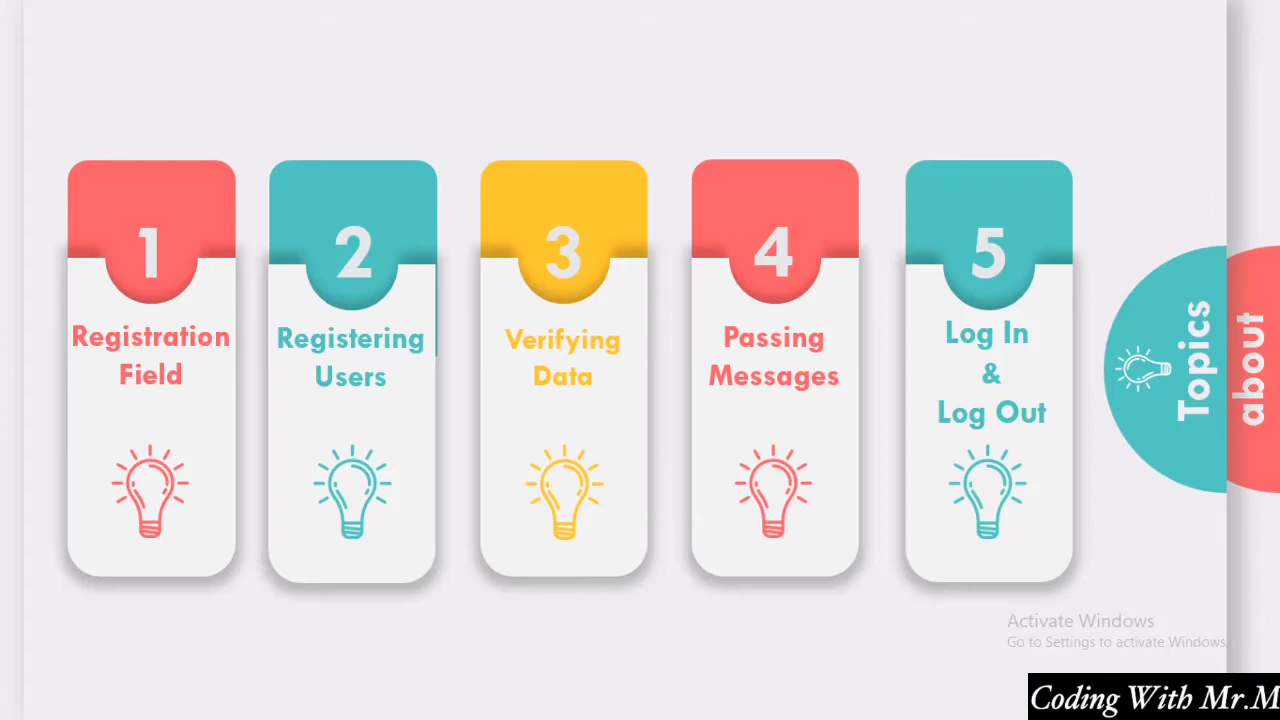 1
Registration
Field
2
Registering
Users
3
Verifying
Data
4
Passing
Messages
5
Log In
&
Log Out
Topics
about
Activate Windows
Go to Settings to activate Windows.
Coding With Mr.M